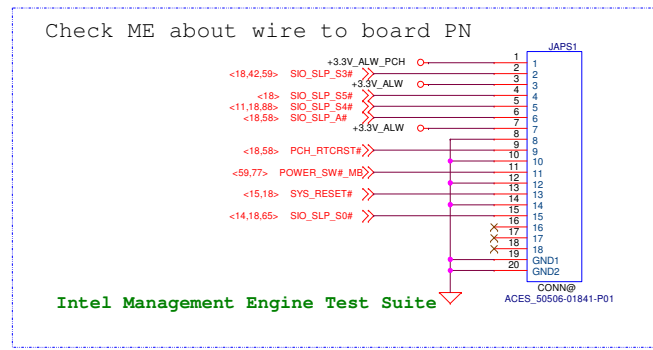 Check ME about wire to board PN
JAPS1
+3.3V_ALW_PCH 1 1
<18,42,59> SIO_SLP_S3# 2 2
+3.3V_ALW 3 3
<18> SIO_SLP_S5# 4 4
<11,18,88> SIO_SLP_S4# 5 5
<18,58> SIO_SLP_A# 6 6
+3.3V_ALW 7 7
8 8
<18,58> PCH_RTCRST# 9 9
10 10
<59,77> POWER_SW#_MB 11 11
12 12
<15,18> SYS_RESET# 13 13
14 14
<14,18,65> SIO_SLP_S0# 15 15
16 16
17 17
18 18
19 GND1
20 GND2
CONN@
ACES_50506-01841-P01
Intel Management Engine Test Suite